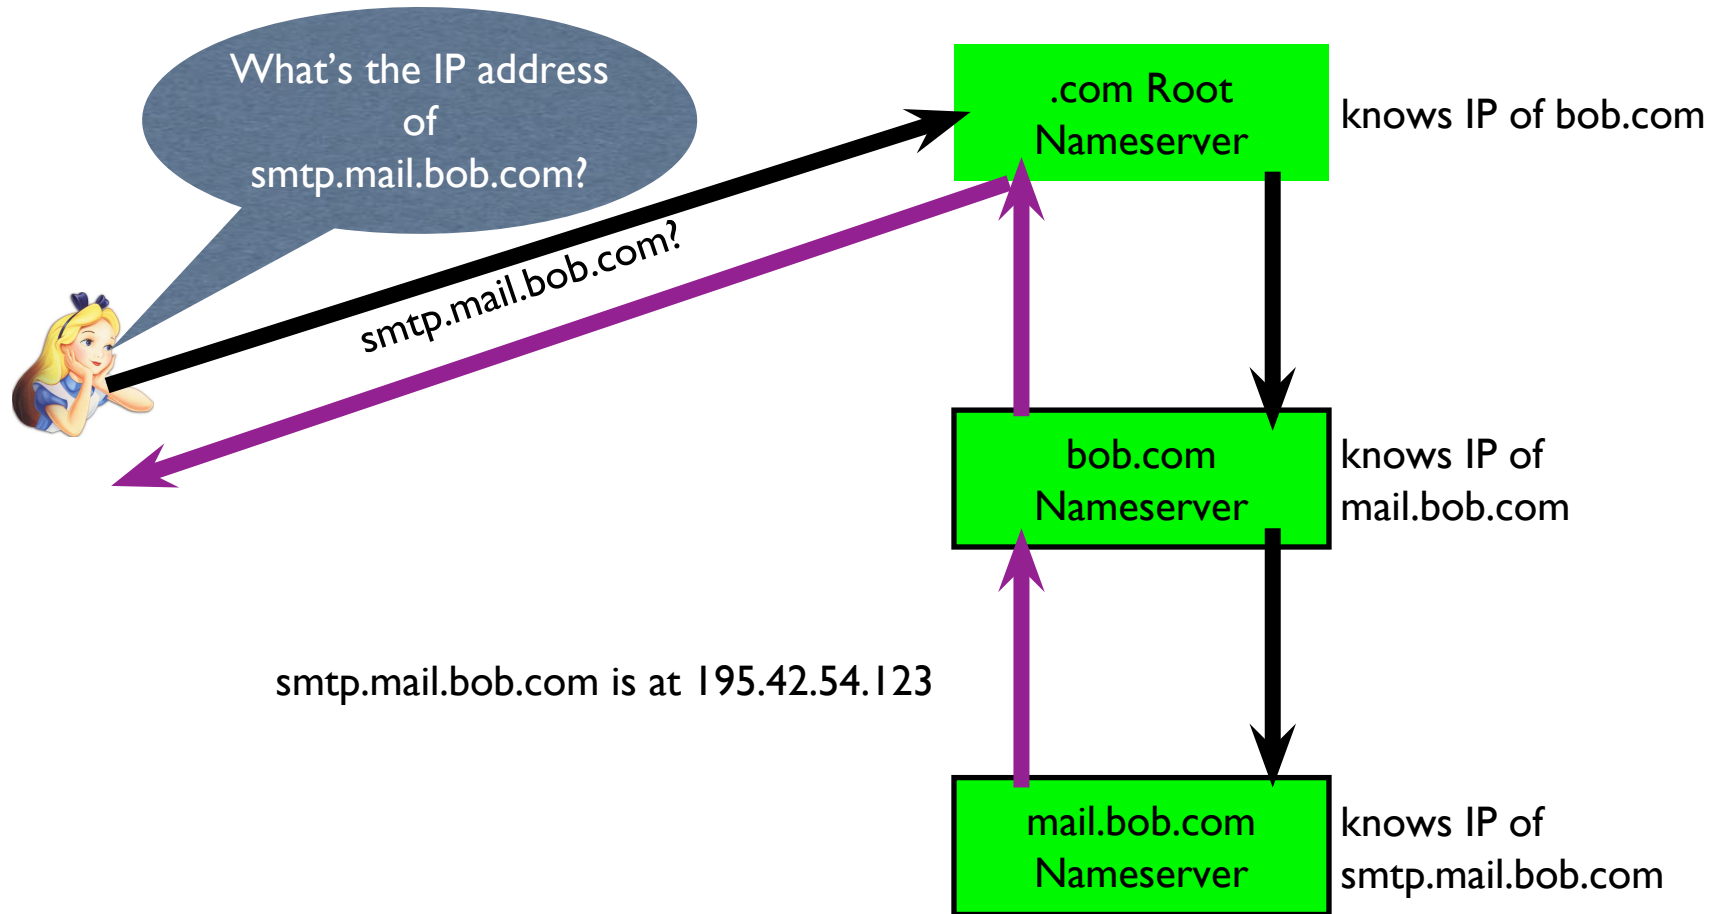 What's the IP address
of
smtp.mail.bob.com?
smtp.mail.bob.com?
.com Root
Nameserver
knows IP of bob.com
bob.com
Nameserver
knows IP of
mail.bob.com
smtp.mail.bob.com is at 195.42.54.123
mail.bob.com
Nameserver
knows IP of
smtp.mail.bob.com